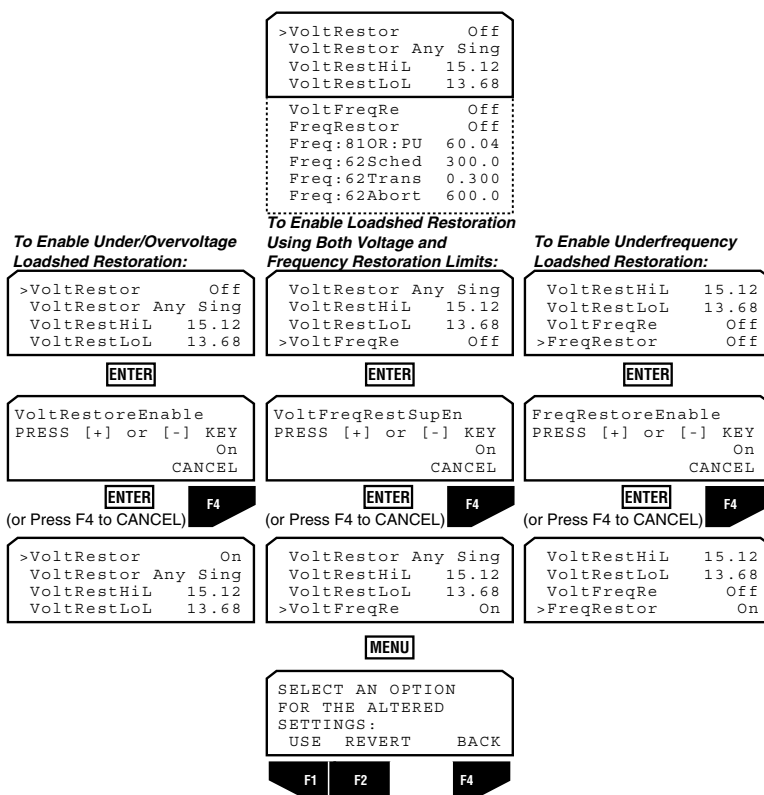 >VoltRestor Off
VoltRestor Any Sing
VoltRestHiL 15.12
VoltRestLoL 13.68
VoltFreqRe Off
FreqRestor Off
Freq:81OR:PU 60.04
Freq:62Sched 300.0
Freq:62Trans 0.300
Freq:62Abort 600.0
To Enable Under/Overvoltage
Loadshed Restoration:
>VoltRestor Off
VoltRestor Any Sing
VoltRestHiL 15.12
VoltRestLoL 13.68
ENTER
VoltRestoreEnable
PRESS [+] or [-] KEY
On
CANCEL
ENTER
F4
(or Press F4 to CANCEL)
>VoltRestor On
VoltRestor Any Sing
VoltRestHiL 15.12
VoltRestLoL 13.68
To Enable Loadshed Restoration
Using Both Voltage and
Frequency Restoration Limits:
VoltRestor Any Sing
VoltRestHiL 15.12
VoltRestLoL 13.68
>VoltFreqRe Off
ENTER
VoltFreqRestSupEn
PRESS [+] or [-] KEY
On
CANCEL
ENTER
F4
(or Press F4 to CANCEL)
VoltRestor Any Sing
VoltRestHiL 15.12
VoltRestLoL 13.68
>VoltFreqRe On
To Enable Underfrequency
Loadshed Restoration:
VoltRestHiL 15.12
VoltRestLoL 13.68
VoltFreqRe Off
>FreqRestor Off
ENTER
FreqRestoreEnable
PRESS [+] or [-] KEY
On
CANCEL
ENTER
F4
(or Press F4 to CANCEL)
VoltRestHiL 15.12
VoltRestLoL 13.68
VoltFreqRe Off
>FreqRestor On
MENU
SELECT AN OPTION
FOR THE ALTERED
SETTINGS:
USE REVERT BACK
F1 F2 F4